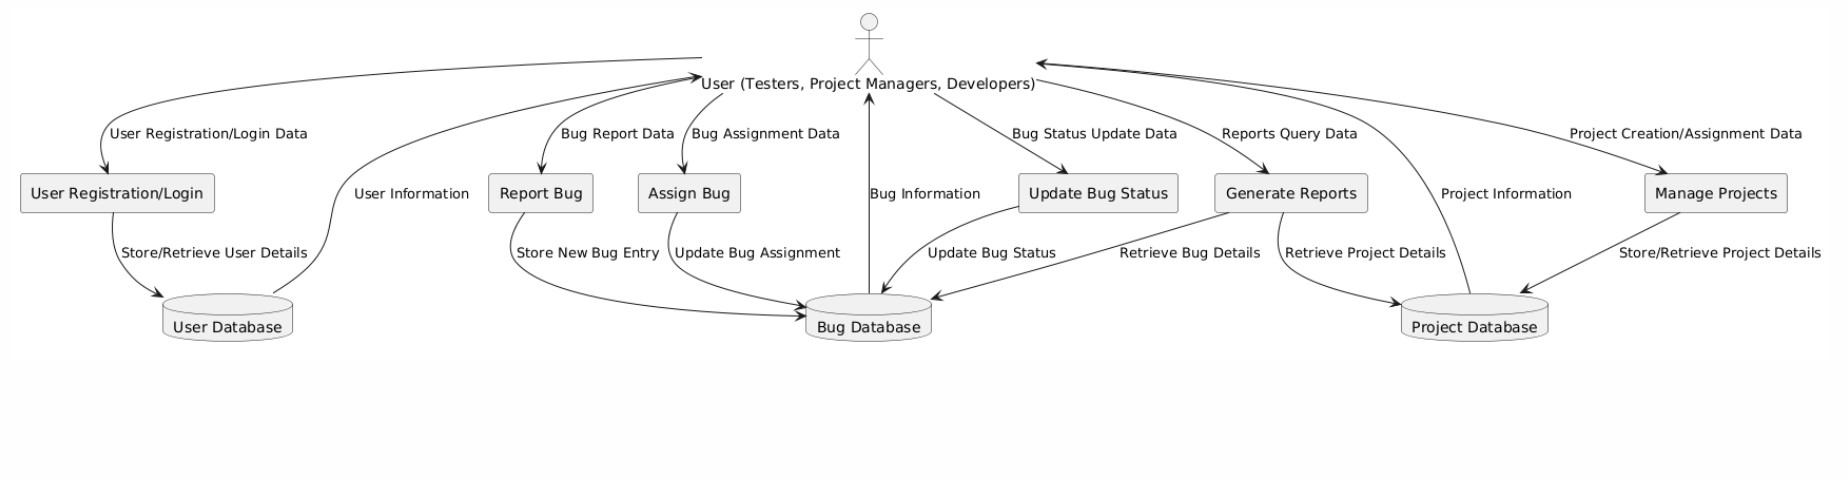 User (Testers, Project Managers, Developers)
User Registration/Login Data
Bug Report Data
Bug Assignment Data
Bug Status Update Data
Reports Query Data
Project Creation/Assignment Data
User Registration/Login
User Information
Report Bug
Assign Bug
Bug Information
Update Bug Status
Generate Reports
Project Information
Manage Projects
Store/Retrieve User Details
Store New Bug Entry
Update Bug Assignment
Update Bug Status
Retrieve Bug Details
Retrieve Project Details
Store/Retrieve Project Details
User Database
Bug Database
Project Database